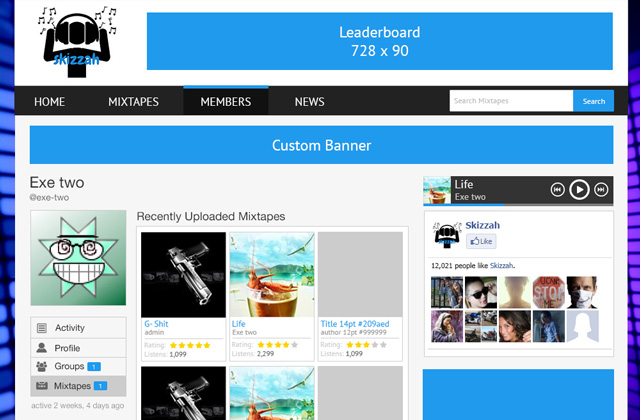 Skizzah
Leaderboard
728 x 90
HOME
MIXTAPES
MEMBERS
NEWS
Search Mixtapes
Search
Custom Banner
Exe two
@exe-two
Activity
Profile
Groups 1
Mixtapes 1
active 2 weeks, 4 days ago
Recently Uploaded Mixtapes
G- Shit
admin
Rating:
Listens: 1,099
Life
Exe two
Rating:
Listens: 2,299
Title 14pt #209aed
author 12pt #999999
Rating:
Listens: 1,099
Life
Exe two
Skizzah
Like
12,021 people like Skizzah.
STOP